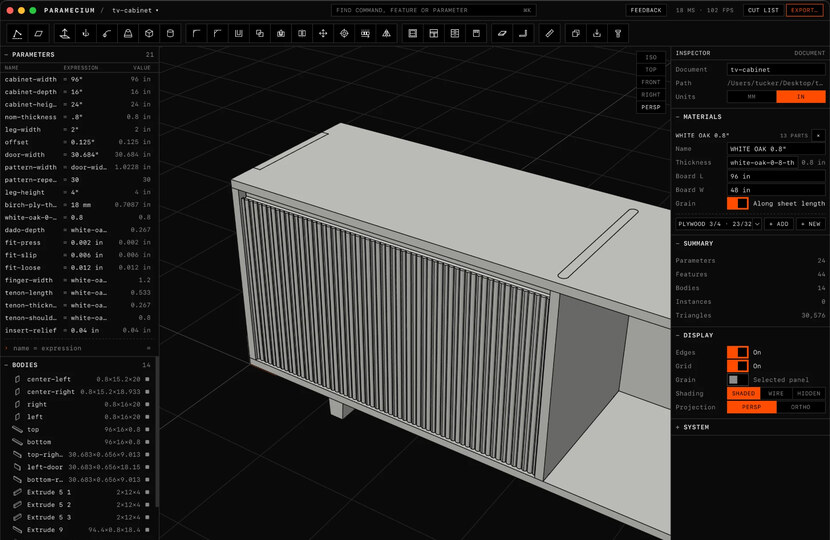 PARAMECIUM / tv-cabinet •
FIND COMMAND, FEATURE OR PARAMETER ⌘K
FEEDBACK 10 MS · 102 FPS CUT LIST EXPORT…
− PARAMETERS 21
NAME EXPRESSION VALUE
cabinet-width = 96" 96 in
cabinet-depth = 16" 16 in
cabinet-heig… = 24" 24 in
nom-thickness = .8" 0.8 in
leg-width = 2" 2 in
offset = 0.125" 0.125 in
door-width = 30.684" 30.684 in
pattern-width = door-wid… 1.0228 in
pattern-repe… = 30 30
leg-height = 4" 4 in
birch-ply-th… = 18 mm 0.7087 in
white-oak-0-… = 0.8 0.8
dado-depth = white-oa… 0.267
fit-press = 0.002 in 0.002 in
fit-slip = 0.006 in 0.006 in
fit-loose = 0.012 in 0.012 in
finger-width = white-oa… 1.2
tenon-length = white-oa… 0.533
tenon-thickn… = white-oa… 0.267
tenon-should… = white-oa… 0.8
insert-relief = 0.04 in 0.04 in
› name = expression =
− BODIES 14
center-left 0.8×15.2×20
center-right 0.8×15.2×18.933
right 0.8×16×20
left 0.8×16×20
top 96×16×0.8
bottom 96×16×0.8
top-righ… 30.683×0.656×9.013
left-door 30.683×0.656×18.15
bottom-r… 30.683×0.656×9.013
Extrude 5 1 2×12×4
Extrude 5 2 2×12×4
Extrude 5 3 2×12×4
Extrude 9 94.4×0.8×18.4
ISO
TOP
FRONT
RIGHT
PERSP
INSPECTOR DOCUMENT
Document tv-cabinet
Path /Users/tucker/Desktop/t…
Units MM IN
− MATERIALS
WHITE OAK 0.8" 13 PARTS
Name WHITE OAK 0.8"
Thickness white-oak-0-8-th 0.8 in
Board L 96 in
Board W 48 in
Grain Along sheet length
PLYWOOD 3/4 · 23/32 + ADD + NEW
− SUMMARY
Parameters 24
Features 44
Bodies 14
Instances 0
Triangles 30,576
− DISPLAY
Edges On
Grid On
Grain Selected panel
Shading SHADED WIRE HIDDEN
Projection PERSP ORTHO
+ SYSTEM